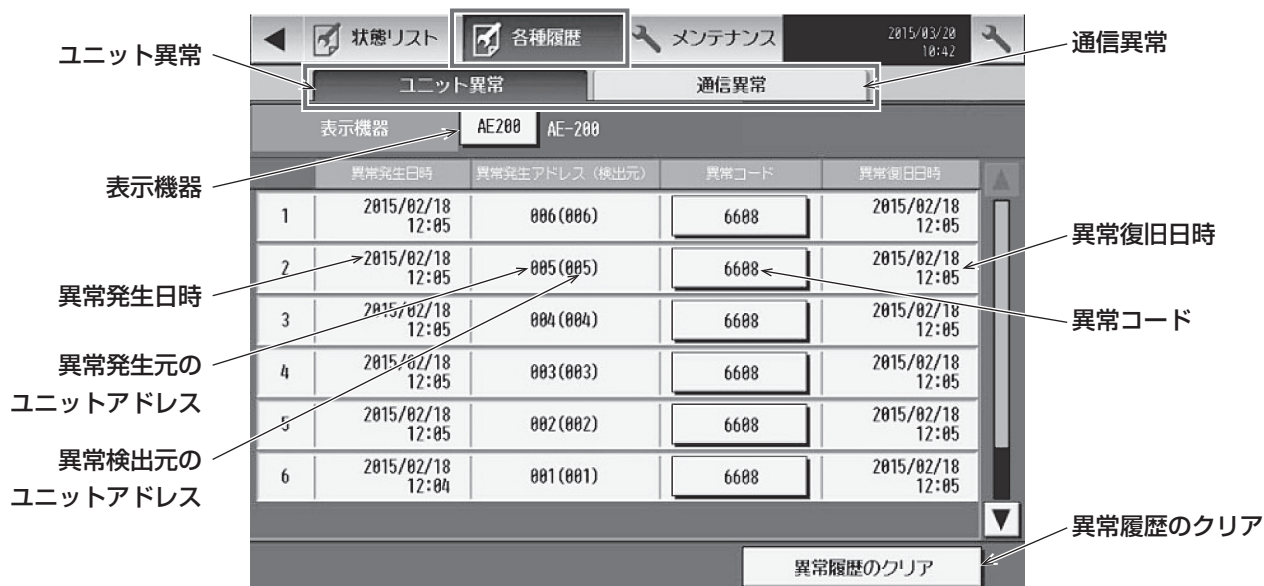 状態リスト
各種履歴
メンテナンス
2015/03/20
10:42
ユニット異常
通信異常
ユニット異常
通信異常
表示機器
AE200
AE-200
表示機器
異常発生日時
異常発生アドレス（検出元）
異常コード
異常復旧日時
1
2015/02/18
12:05
006(006)
6608
2015/02/18
12:05
異常復旧日時
2
2015/02/18
12:05
005(005)
6608
2015/02/18
12:05
異常発生日時
3
2015/02/18
12:05
004(004)
6608
2015/02/18
12:05
異常コード
異常発生元の
ユニットアドレス
4
2015/02/18
12:05
003(003)
6608
2015/02/18
12:05
5
2015/02/18
12:05
002(002)
6608
2015/02/18
12:05
異常検出元の
ユニットアドレス
6
2015/02/18
12:04
001(001)
6608
2015/02/18
12:05
異常履歴のクリア
異常履歴のクリア